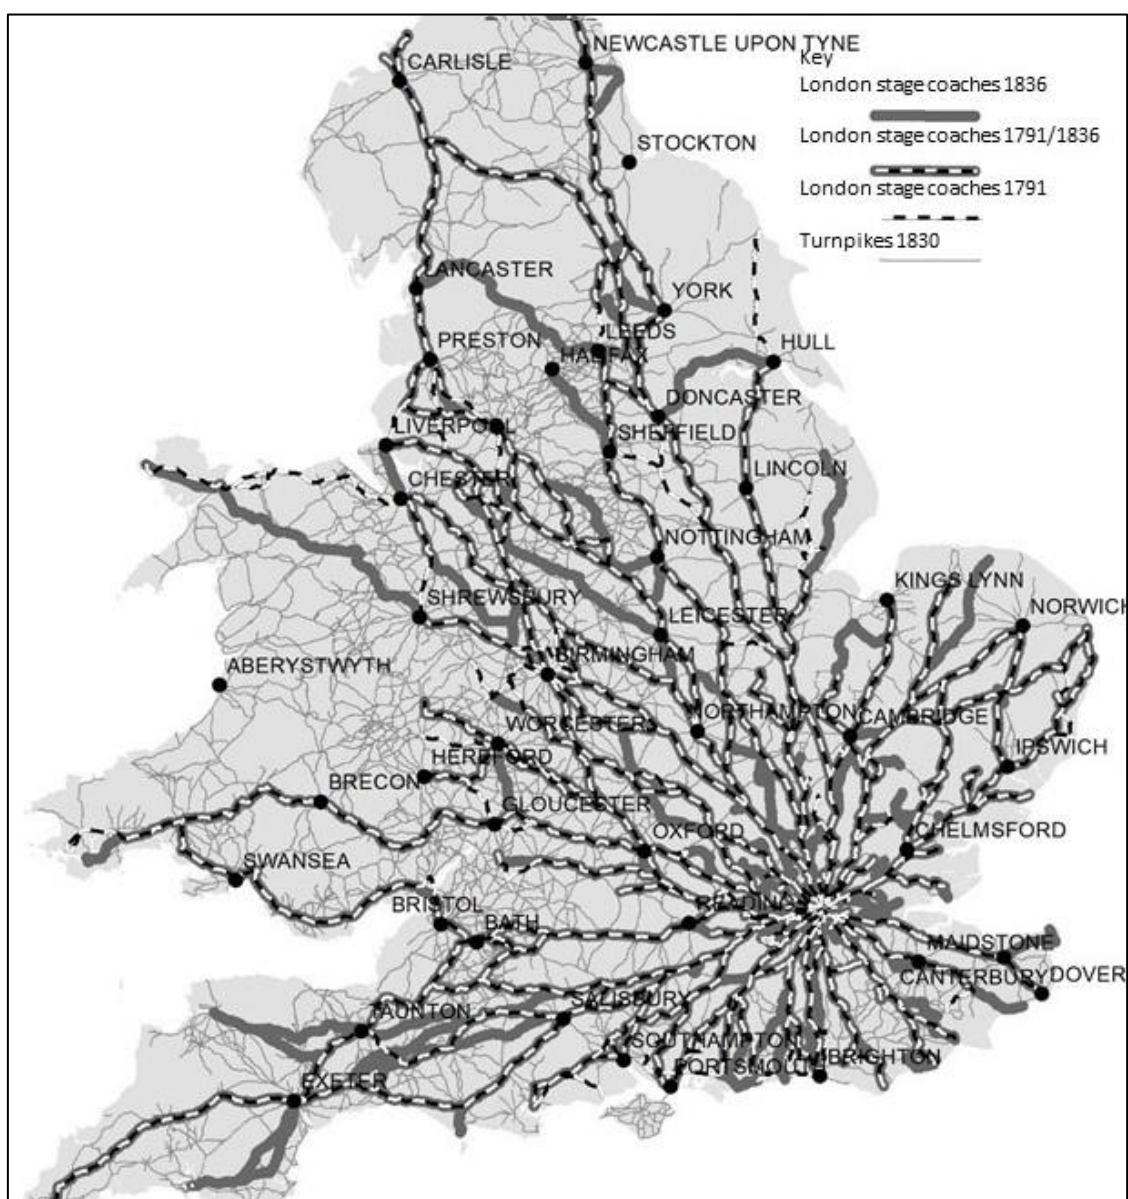 NEWCASTLE UPON TYNE
Key
CARLISLE
London stage coaches 1836
London stage coaches 1791/1836
STOCKTON
London stage coaches 1791
Turnpikes 1830
LANCASTER
YORK
LEEDS
PRESTON
HALIFAX
HULL
DONCASTER
LIVERPOOL
SHEFFIELD
CHESTER
LINCOLN
NOTTINGHAM
KINGS LYNN
SHREWSBURY
NORWICH
LEICESTER
BIRMINGHAM
ABERYSTWYTH
NORTHAMPTON
CAMBRIDGE
WORCESTER
IPSWICH
HEREFORD
BRECON
GLOUCESTER
OXFORD
CHELMSFORD
SWANSEA
READING
BRISTOL
BATH
MAIDSTONE
CANTERBURY
DOVER
SALISBURY
TAUNTON
SOUTHAMPTON
PORTSMOUTH
BRIGHTON
EXETER